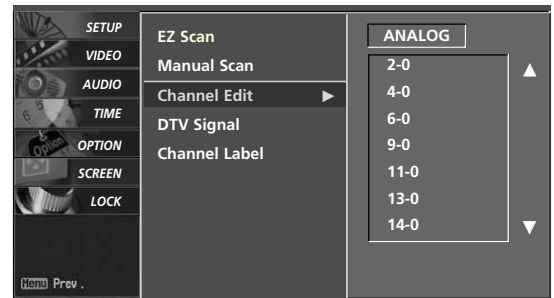 SETUP
VIDEO
AUDIO
TIME
Option OPTION
SCREEN
LOCK
Menu Prev.
EZ Scan
Manual Scan
Channel Edit ▶
DTV Signal
Channel Label
ANALOG
2-0
4-0
6-0
9-0
11-0
13-0
14-0